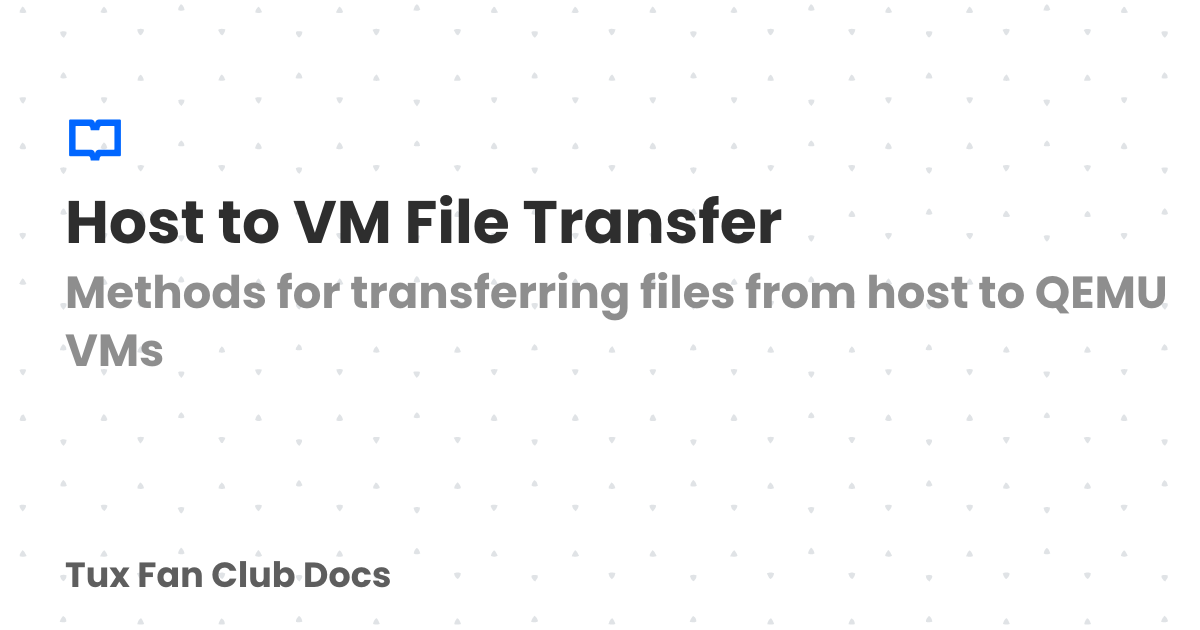 Host to VM File Transfer
Methods for transferring files from host to QEMU
VMs
Tux Fan Club Docs